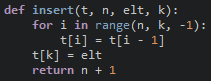 def insert(t, n, elt, k):
    for i in range(n, k, -1):
        t[i] = t[i - 1]
    t[k] = elt
    return n + 1